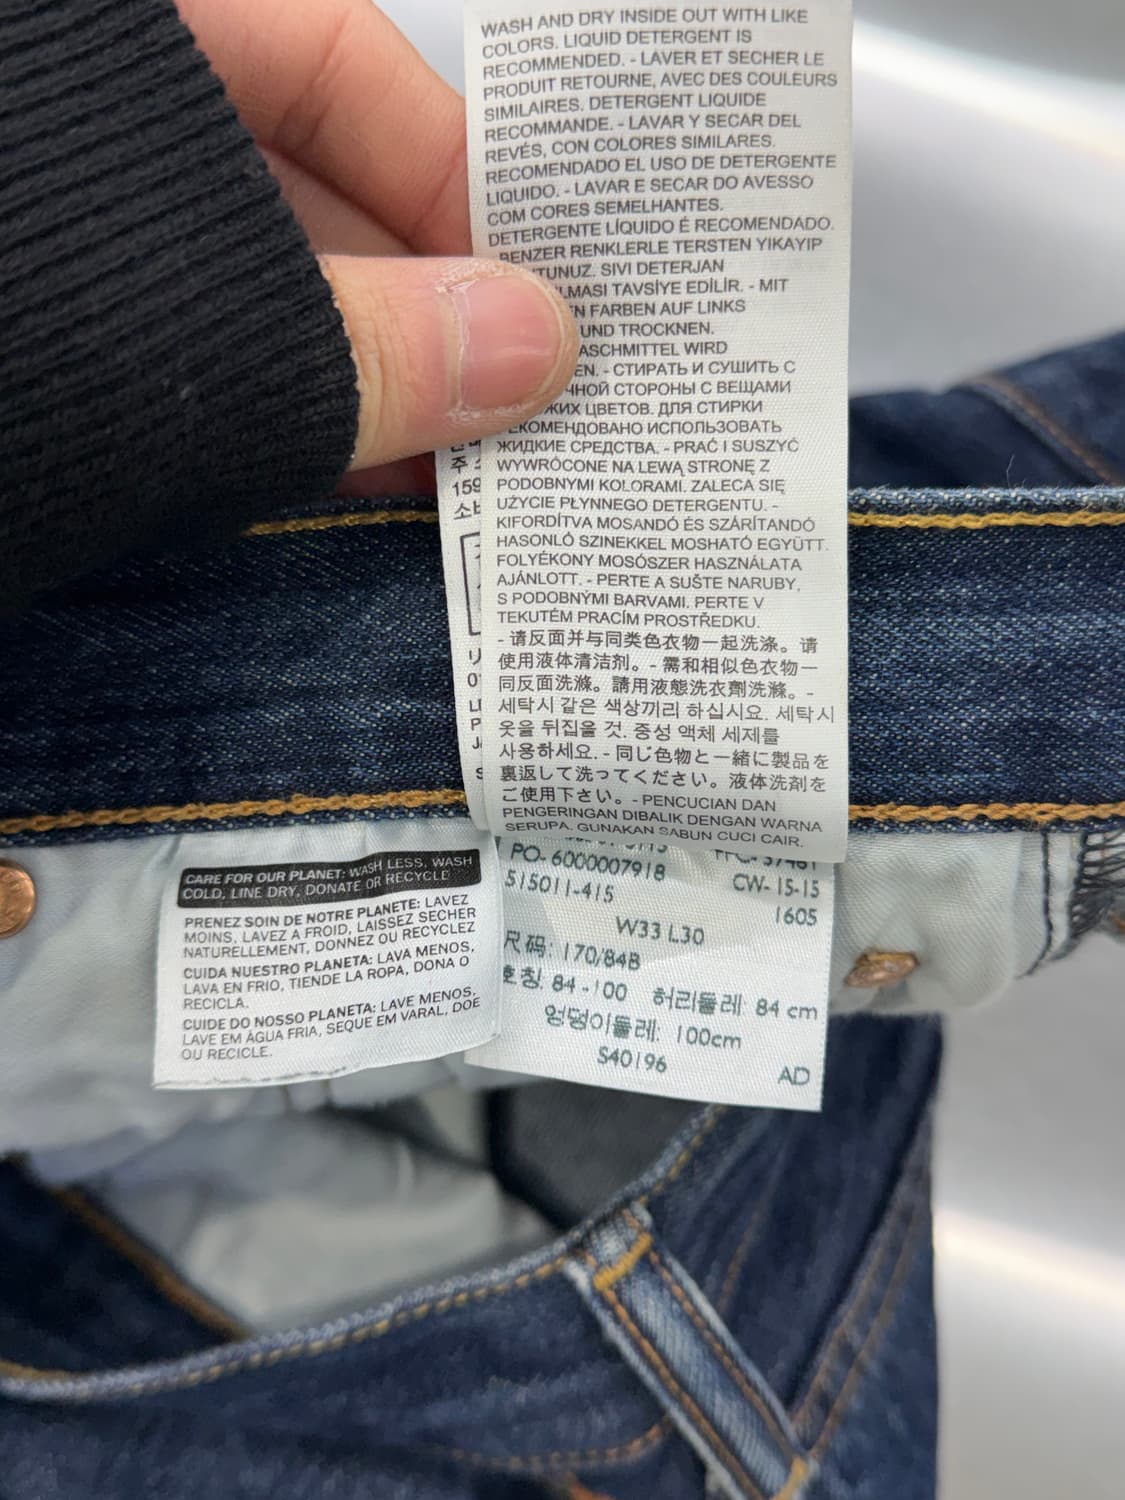 WASH AND DRY INSIDE OUT WITH LIKE
COLORS. LIQUID DETERGENT IS
RECOMMENDED. - LAVER ET SECHER LE
PRODUIT RETOURNE, AVEC DES COULEURS
SIMILAIRES. DETERGENT LIQUIDE
RECOMMANDE. - LAVAR Y SECAR DEL
REVÉS, CON COLORES SIMILARES.
RECOMENDADO EL USO DE DETERGENTE
LIQUIDO. - LAVAR E SECAR DO AVESSO
COM CORES SEMELHANTES.
DETERGENTE LÍQUIDO É RECOMENDADO.
BENZER RENKLERLE TERSTEN YIKAYIP
TUNUZ. SIVI DETERJAN
LMASI TAVSİYE EDİLİR. - MIT
N FARBEN AUF LINKS
UND TROCKNEN.
ASCHMITTEL WIRD
EN. - СТИРАТЬ И СУШИТЬ С
ЧНОЙ СТОРОНЫ С ВЕЩАМИ
ЖИХ ЦВЕТОВ. ДЛЯ СТИРКИ
ЕКОМЕНДОВАНО ИСПОЛЬЗОВАТЬ
ЖИДКИЕ СРЕДСТВА. - PRAĆ I SUSZYĆ
WYWRÓCONE NA LEWĄ STRONĘ Z
PODOBNYMI KOLORAMI. ZALECA SIĘ
UŻYCIE PŁYNNEGO DETERGENTU. -
KIFORDÍTVA MOSANDÓ ÉS SZÁRÍTANDÓ
HASONLÓ SZINEKKEL MOSHATÓ EGYÜTT.
FOLYÉKONY MOSÓSZER HASZNÁLATA
AJÁNLOTT. - PERTE A SUŠTE NARUBY,
S PODOBNÝMI BARVAMI. PERTE V
TEKUTÉM PRACÍM PROSTŘEDKU.
- 请反面并与同类色衣物一起洗涤。请
使用液体清洁剂。- 需和相似色衣物一
同反面洗滌。請用液態洗衣劑洗滌。-
세탁시 같은 색상끼리 하십시요. 세탁시
옷을 뒤집을 것. 중성 액체 세제를
사용하세요. - 同じ色物と一緒に製品を
裏返して洗ってください。液体洗剤を
ご使用下さい。- PENCUCIAN DAN
PENGERINGAN DIBALIK DENGAN WARNA
SERUPA. GUNAKAN SABUN CUCI CAIR.
주
159
소
リ
0
P
S
CARE FOR OUR PLANET: WASH LESS, WASH
COLD, LINE DRY, DONATE OR RECYCLE
PRENEZ SOIN DE NOTRE PLANETE: LAVEZ
MOINS, LAVEZ A FROID, LAISSEZ SECHER
NATURELLEMENT, DONNEZ OU RECYCLEZ
CUIDA NUESTRO PLANETA: LAVA MENOS,
LAVA EN FRIO, TIENDE LA ROPA, DONA O
RECICLA.
CUIDE DO NOSSO PLANETA: LAVE MENOS,
LAVE EM ÁGUA FRIA, SEQUE EM VARAL, DOE
OU RECICLE.
PO- 6000007918
CW- 15-15
515011-415
1605
W33 L30
尺码: 170/84B
호칭. 84 -100 허리둘레: 84 cm
엉덩이둘레: 100cm
S40196
AD